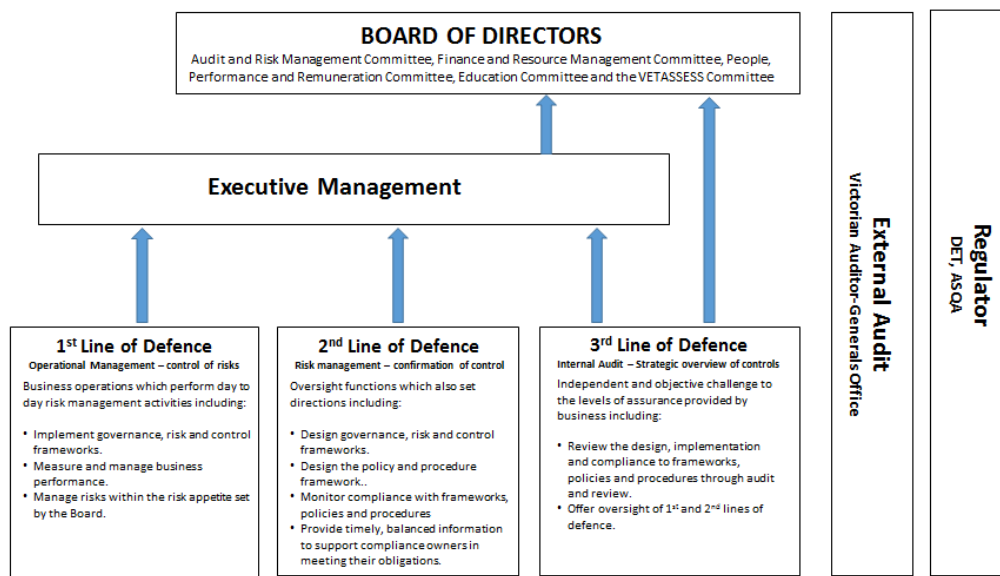 BOARD OF DIRECTORS
Audit and Risk Management Committee, Finance and Resource Management Committee, People,
Performance and Remuneration Committee, Education Committee and the VETASSESS Committee
Executive Management
1st Line of Defence
Operational Management – control of risks
Business operations which perform day to
day risk management activities including:
• Implement governance, risk and control
frameworks.
• Measure and manage business
performance.
• Manage risks within the risk appetite set
by the Board.
2nd Line of Defence
Risk management – confirmation of control
Oversight functions which also set
directions including:
• Design governance, risk and control
frameworks.
• Design the policy and procedure
framework..
• Monitor compliance with frameworks,
policies and procedures
• Provide timely, balanced information
to support compliance owners in
meeting their obligations.
3rd Line of Defence
Internal Audit – Strategic overview of controls
Independent and objective challenge to
the levels of assurance provided by
business including:
• Review the design, implementation
and compliance to frameworks,
policies and procedures through audit
and review.
• Offer oversight of 1st and 2nd lines of
defence.
External Audit
Victorian Auditor-Generals Office
Regulator
DET, ASQA